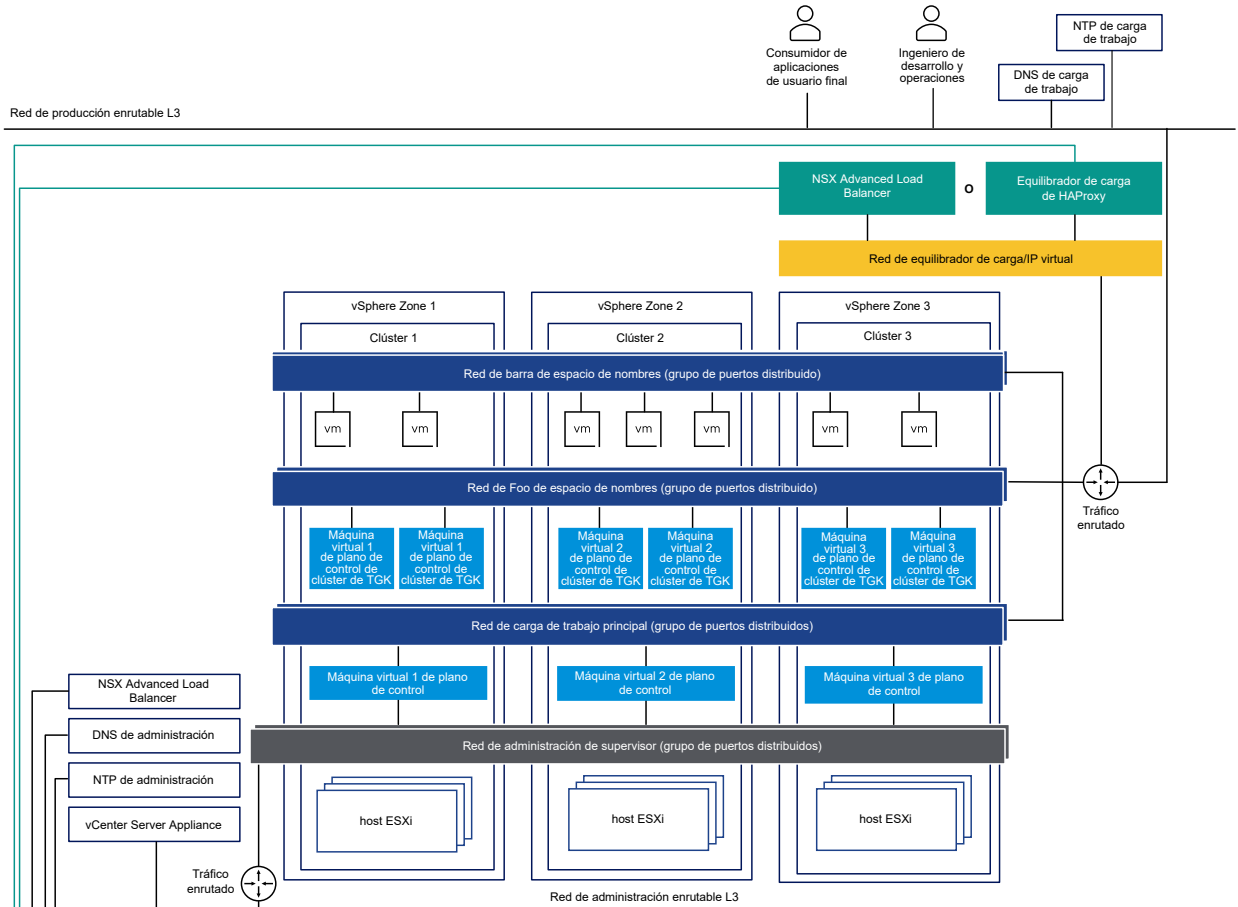 NTP de carga
de trabajo
Consumidor de
aplicaciones
de usuario final
Ingeniero de
desarrollo y
operaciones
DNS de carga
de trabajo
Red de producción enrutable L3
NSX Advanced Load
Balancer
O
Equilibrador de carga
de HAProxy
Red de equilibrador de carga/IP virtual
vSphere Zone 1
vSphere Zone 2
vSphere Zone 3
Clúster 1
Clúster 2
Clúster 3
Red de barra de espacio de nombres (grupo de puertos distribuido)
vm
vm
vm
vm
vm
vm
vm
Red de Foo de espacio de nombres (grupo de puertos distribuido)
Tráfico
enrutado
Máquina
virtual 1
de plano de
control de
clúster de TGK
Máquina
virtual 1
de plano de
control de
clúster de TGK
Máquina
virtual 2
de plano de
control de
clúster de TGK
Máquina
virtual 2
de plano de
control de
clúster de TGK
Máquina
virtual 3
de plano de
control de
clúster de TGK
Máquina
virtual 3
de plano de
control de
clúster de TGK
Red de carga de trabajo principal (grupo de puertos distribuidos)
Máquina virtual 1 de plano
de control
Máquina virtual 2 de plano
de control
Máquina virtual 3 de plano
de control
NSX Advanced Load
Balancer
DNS de administración
NTP de administración
vCenter Server Appliance
Red de administración de supervisor (grupo de puertos distribuidos)
host ESXi
host ESXi
host ESXi
Tráfico
enrutado
Red de administración enrutable L3